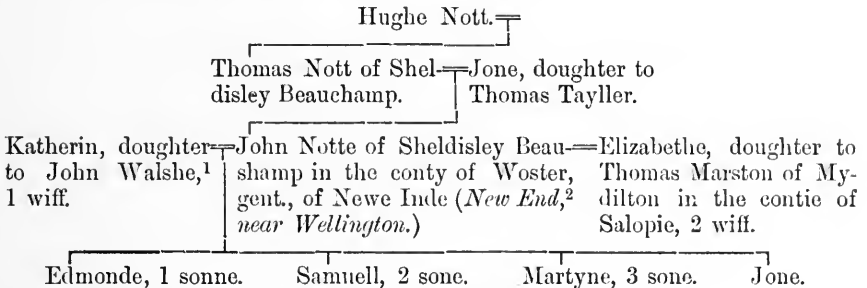 Hughe Nott.
Thomas Nott of Shel-
disley Beauchamp.
Jone, doughter to
Thomas Tayller.
Katherin, doughter
to John Walshe,¹
1 wiff.
John Notte of Sheldisley Beau-
shamp in the conty of Woster,
gent., of Newe Inde (New End,²
near Wellington.)
Elizabethe, doughter to
Thomas Marston of My-
dilton in the contie of
Salopie, 2 wiff.
Edmonde, 1 sonne.
Samuell, 2 sone.
Martyne, 3 sone.
Jone.